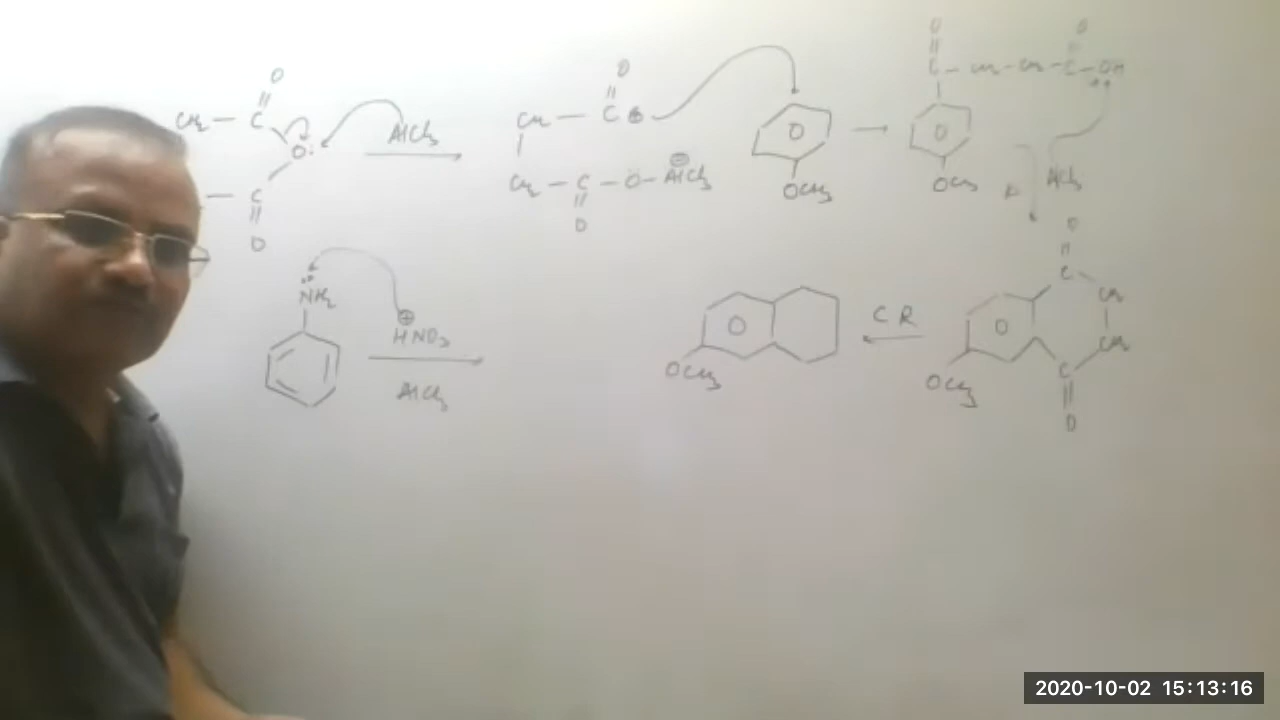 O
CH₂ — C
O:
AlCl₃
C
O
O
CH₂ — C ⊕
CH₂ — C — O — AlCl₃
⊖
O
O
OCH₃
O O
C — CH₂ — CH₂ — C — OH
O
OCH₃
Δ AlCl₃
NH₂
⊕
HNO₃
AlCl₃
O
OCH₃
C R
O
C
CH₂
CH₂
C
O
O
OCH₃
2020-10-02 15:13:16